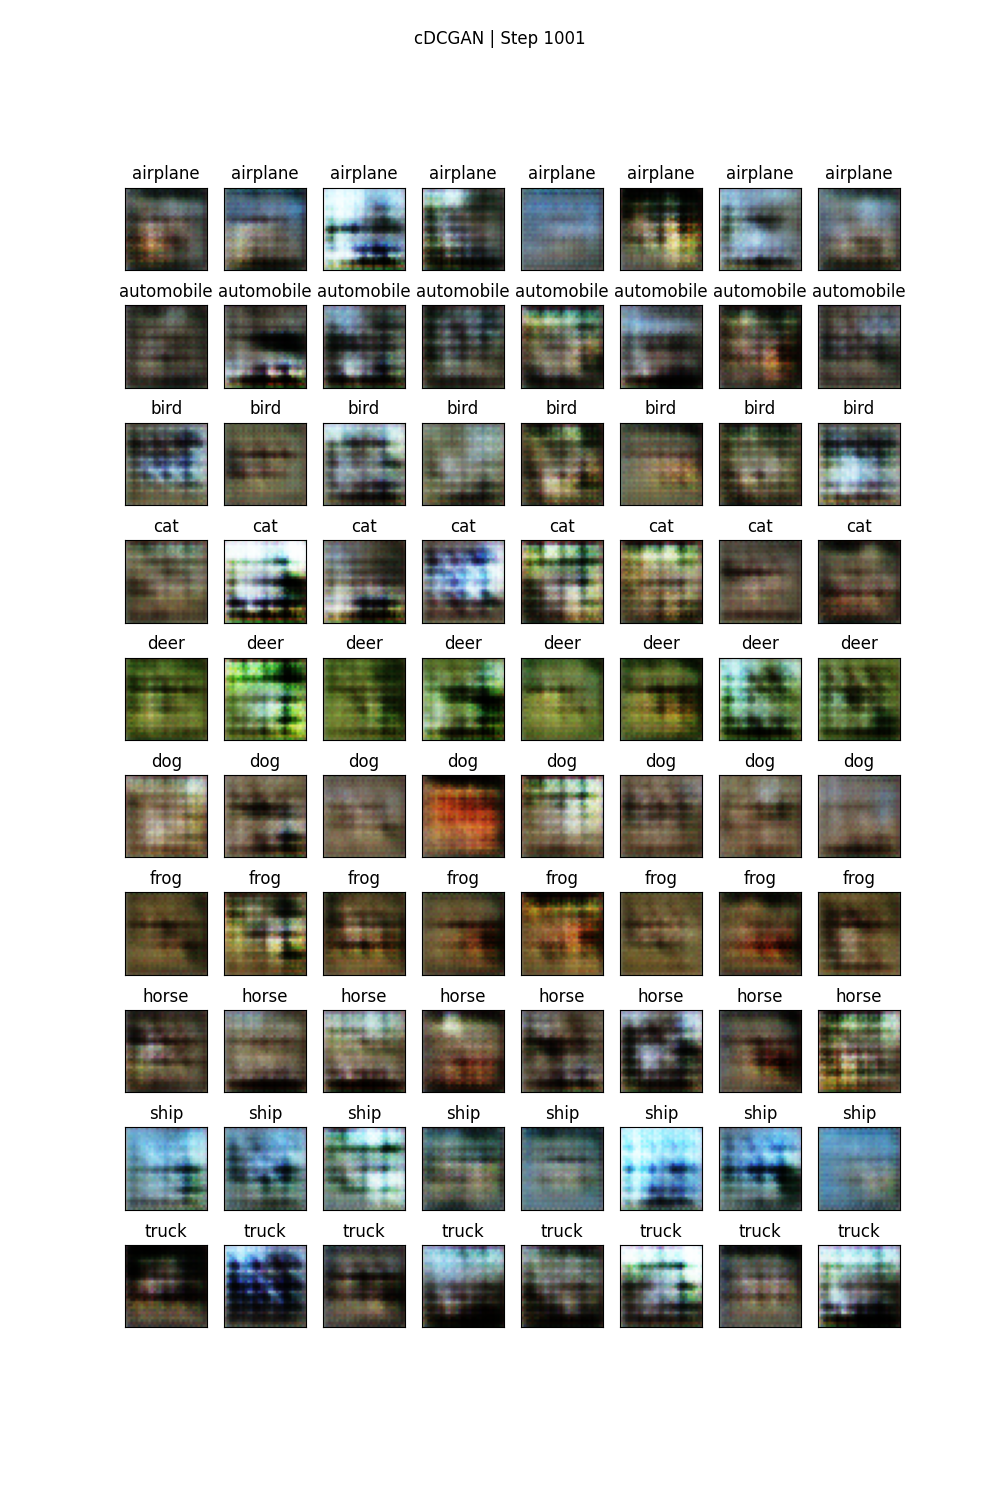 cDCGAN | Step 1001
airplane airplane airplane airplane airplane airplane airplane airplane
automobile automobile automobile automobile automobile automobile automobile automobile
bird bird bird bird bird bird bird bird
cat cat cat cat cat cat cat cat
deer deer deer deer deer deer deer deer
dog dog dog dog dog dog dog dog
frog frog frog frog frog frog frog frog
horse horse horse horse horse horse horse horse
ship ship ship ship ship ship ship ship
truck truck truck truck truck truck truck truck